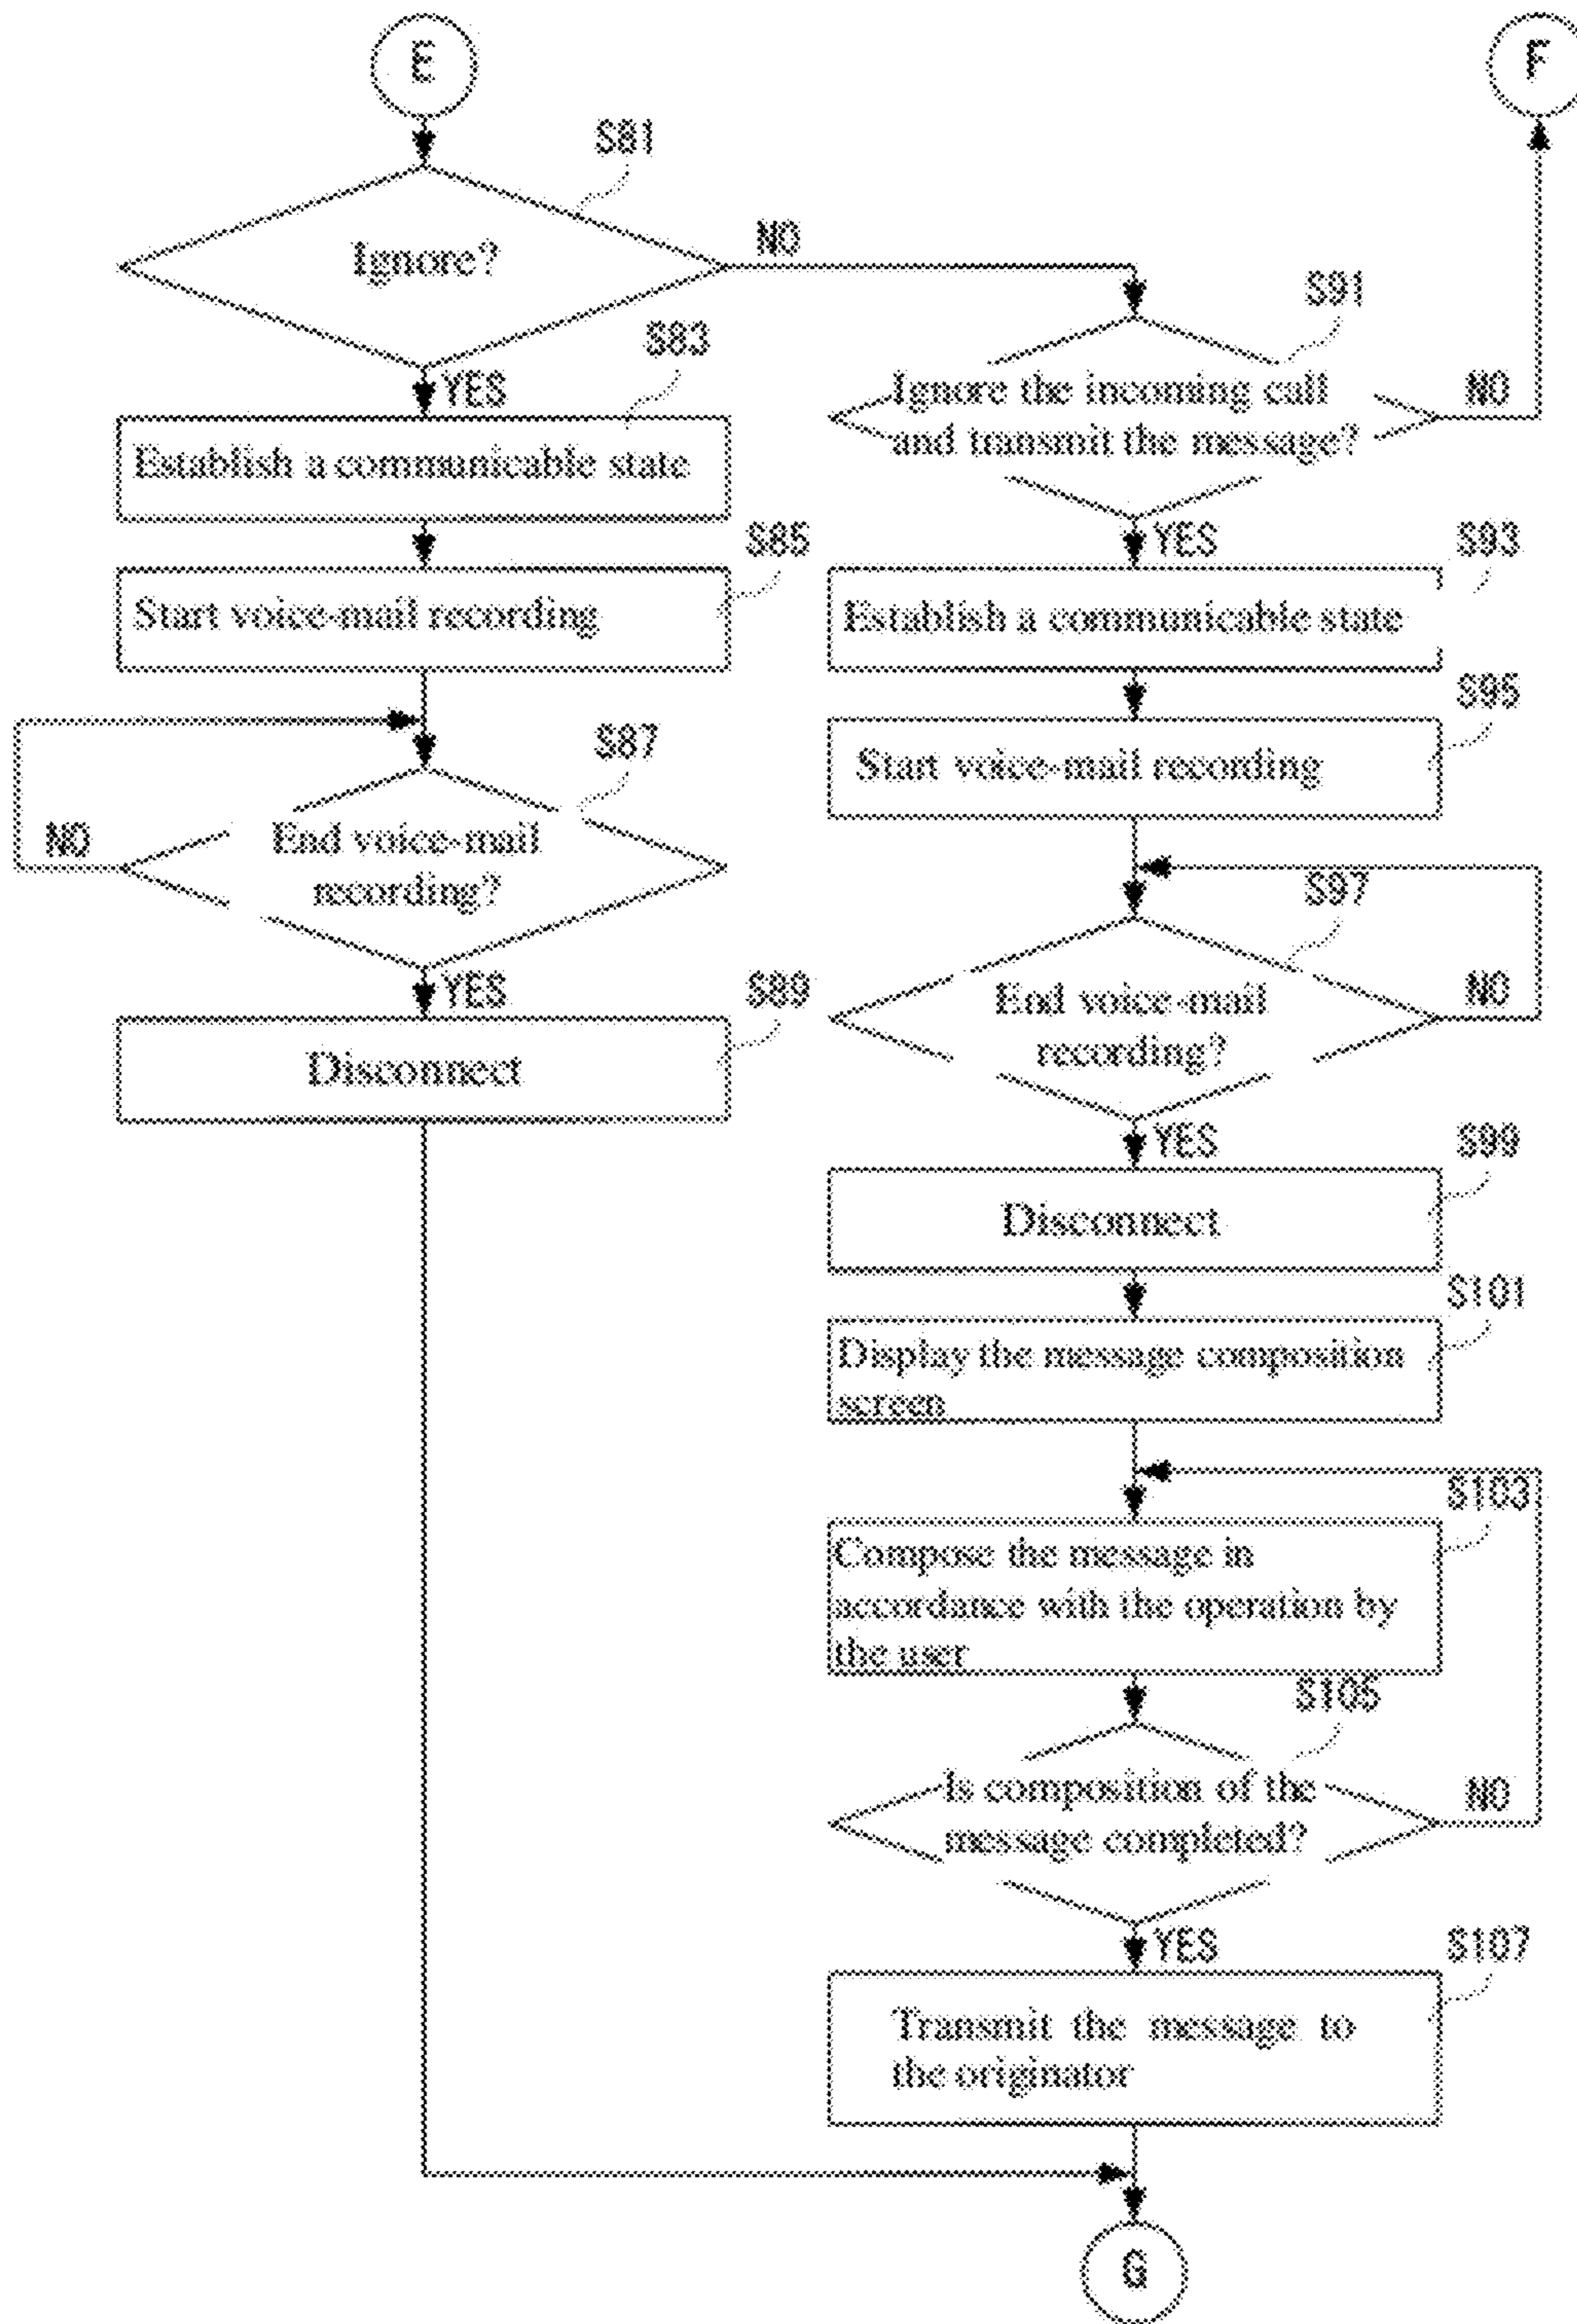 E
F
S81
Ignore?
NO
S91
S83
YES
Ignore the incoming call
and transmit the message?
NO
Establish a communicable state
S85
YES
S93
Start voice-mail recording
Establish a communicable state
S95
S87
Start voice-mail recording
NO
End voice-mail
recording?
S97
YES
S89
End voice-mail
recording?
NO
Disconnect
YES
S99
Disconnect
S101
Display the message composition
screen
S103
Compose the message in
accordance with the operation by
the user
S105
Is composition of the
message completed?
NO
YES
S107
Transmit the message to
the originator
G